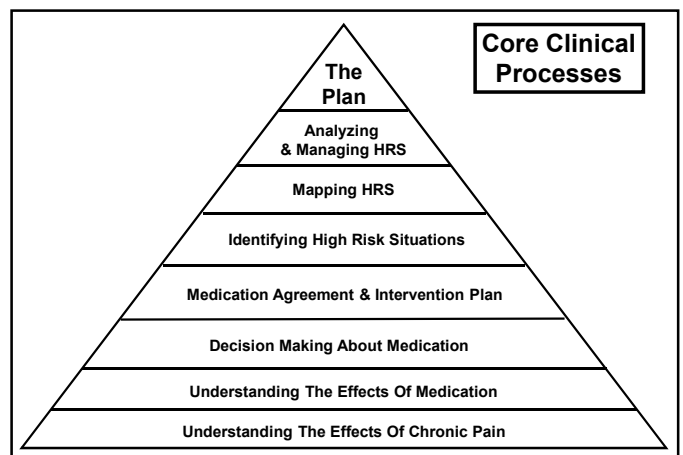 Core Clinical
Processes
The
Plan
Analyzing
& Managing HRS
Mapping HRS
Identifying High Risk Situations
Medication Agreement & Intervention Plan
Decision Making About Medication
Understanding The Effects Of Medication
Understanding The Effects Of Chronic Pain